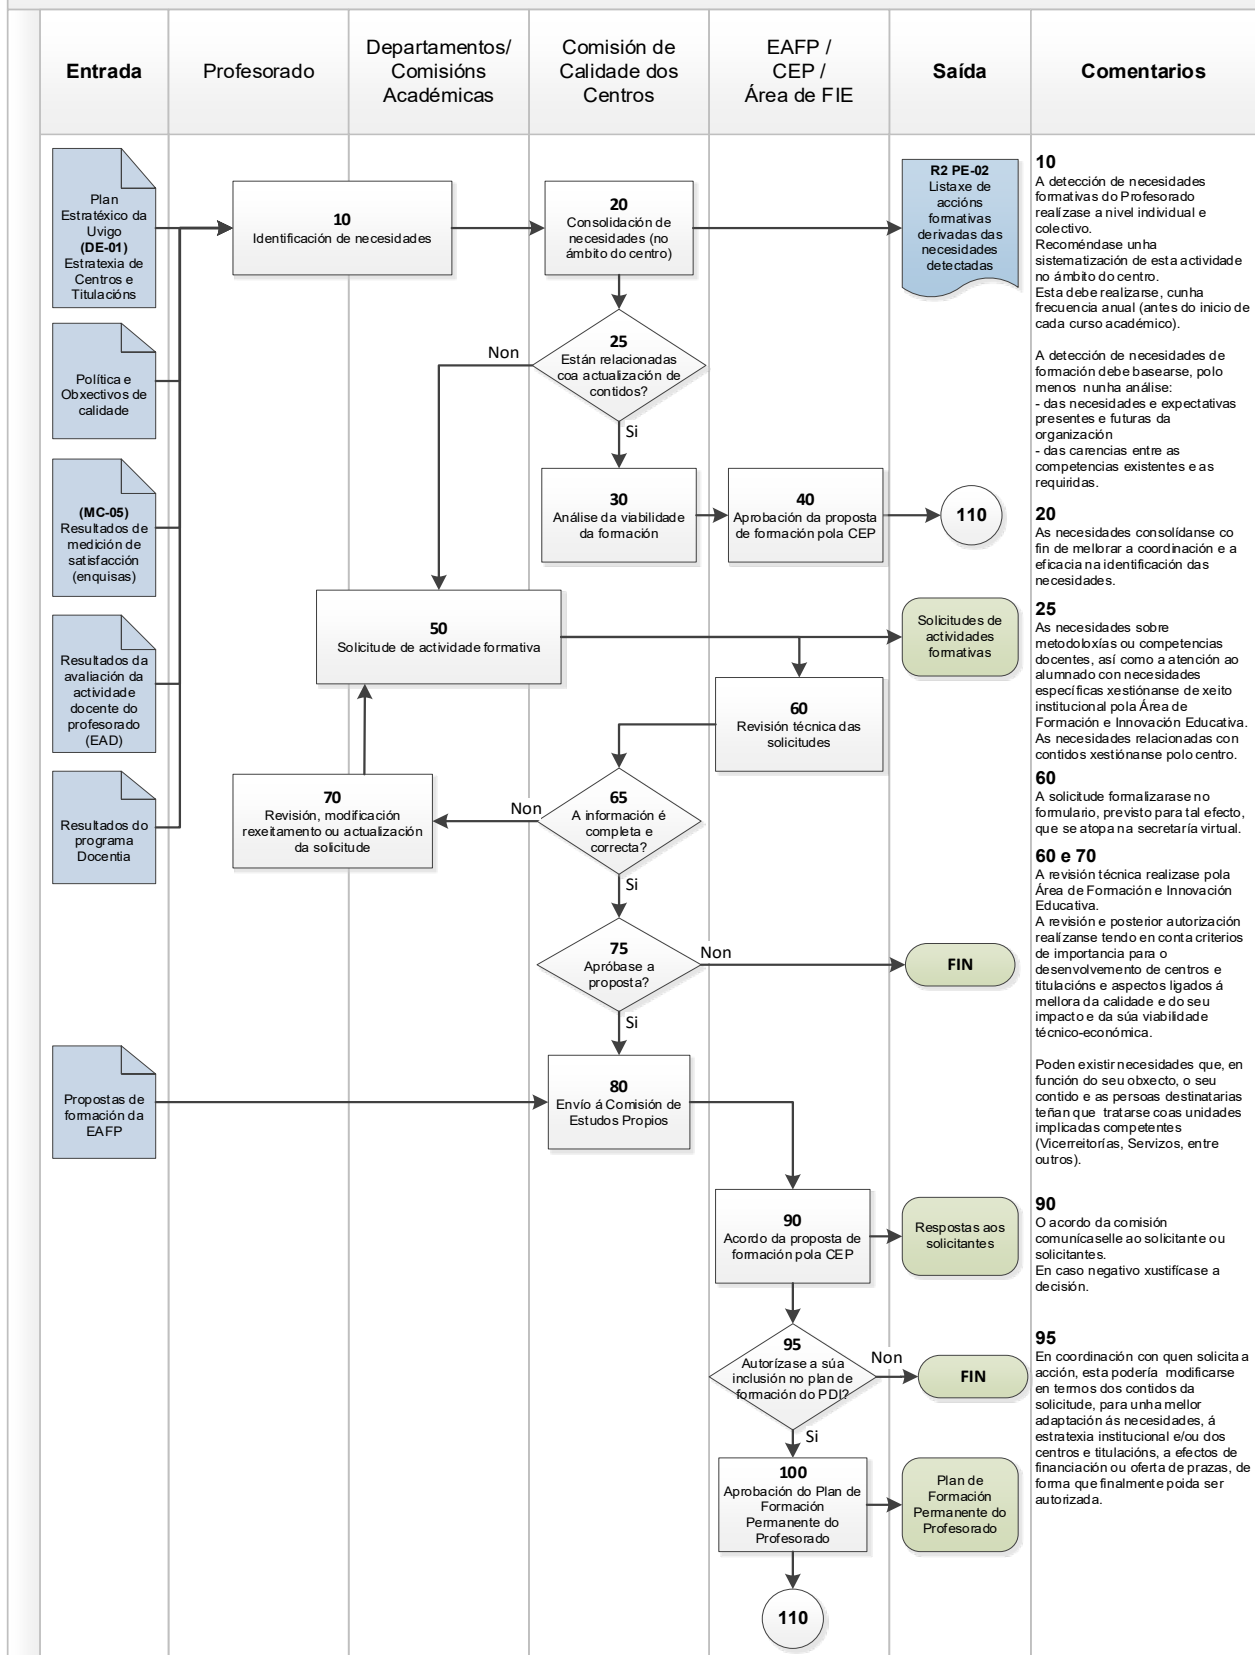 Entrada
Profesorado
Departamentos/
Comisións
Académicas
Comisión de
Calidade dos
Centros
EAFP /
CEP /
Área de FIE
Saída
Comentarios
Plan
Estratéxico da
Uvigo
(DE-01)
Estratexia de
Centros e
Titulacións
Política e
Obxectivos de
calidade
(MC-05)
Resultados de
medición de
satisfacción
(enquisas)
Resultados da
avaliación da
actividade
docente do
profesorado
(EAD)
Resultados do
programa
Docentia
Propostas de
formación da
EAFP
10
Identificación de necesidades
20
Consolidación de
necesidades (no
ámbito do centro)
R2 PE-02
Listaxe de
accións
formativas
derivadas das
necesidades
detectadas
25
Están relacionadas
coa actualización de
contidos?
Non
Si
30
Análise da viabilidade
da formación
40
Aprobación da proposta
de formación pola CEP
110
50
Solicitude de actividade formativa
Solicitudes de
actividades
formativas
60
Revisión técnica das
solicitudes
65
A información é
completa e
correcta?
Non
Si
70
Revisión, modificación
rexeitamento ou actualización
da solicitude
75
Apróbase a
proposta?
Non
Si
FIN
80
Envío á Comisión de
Estudos Propios
90
Acordo da proposta de
formación pola CEP
Respostas aos
solicitantes
95
Autorízase a súa
inclusión no plan de
formación do PDI?
Non
Si
FIN
100
Aprobación do Plan de
Formación
Permanente do
Profesorado
Plan de
Formación
Permanente do
Profesorado
110
10
A detección de necesidades
formativas do Profesorado
realízase a nivel individual e
colectivo.
Recoméndase unha
sistematización de esta actividade
no ámbito do centro.
Esta debe realizarse, cunha
frecuencia anual (antes do inicio de
cada curso académico).
A detección de necesidades de
formación debe basearse, polo
menos nunha análise:
- das necesidades e expectativas
presentes e futuras da
organización
- das carencias entre as
competencias existentes e as
requiridas.
20
As necesidades consolídanse co
fin de mellorar a coordinación e a
eficacia na identificación das
necesidades.
25
As necesidades sobre
metodoloxías ou competencias
docentes, así como a atención ao
alumnado con necesidades
específicas xestiónanse de xeito
institucional pola Área de
Formación e Innovación Educativa.
As necesidades relacionadas con
contidos xestiónanse polo centro.
60
A solicitude formalizarase no
formulario, previsto para tal efecto,
que se atopa na secretaría virtual.
60 e 70
A revisión técnica realizase pola
Área de Formación e Innovación
Educativa.
A revisión e posterior autorización
realízanse tendo en conta criterios
de importancia para o
desenvolvemento de centros e
titulacións e aspectos ligados á
mellora da calidade e do seu
impacto e da súa viabilidade
técnico-económica.
Poden existir necesidades que, en
función do seu obxecto, o seu
contido e as persoas destinatarias
teñan que tratarse coas unidades
implicadas competentes
(Vicerreitorías, Servizos, entre
outros).
90
O acordo da comisión
comunícaselle ao solicitante ou
solicitantes.
En caso negativo xustifícase a
decisión.
95
En coordinación con quen solicita a
acción, esta podería modificarse
en termos dos contidos da
solicitude, para unha mellor
adaptación ás necesidades, á
estratexia institucional e/ou dos
centros e titulacións, a efectos de
financiación ou oferta de prazas, de
forma que finalmente poida ser
autorizada.